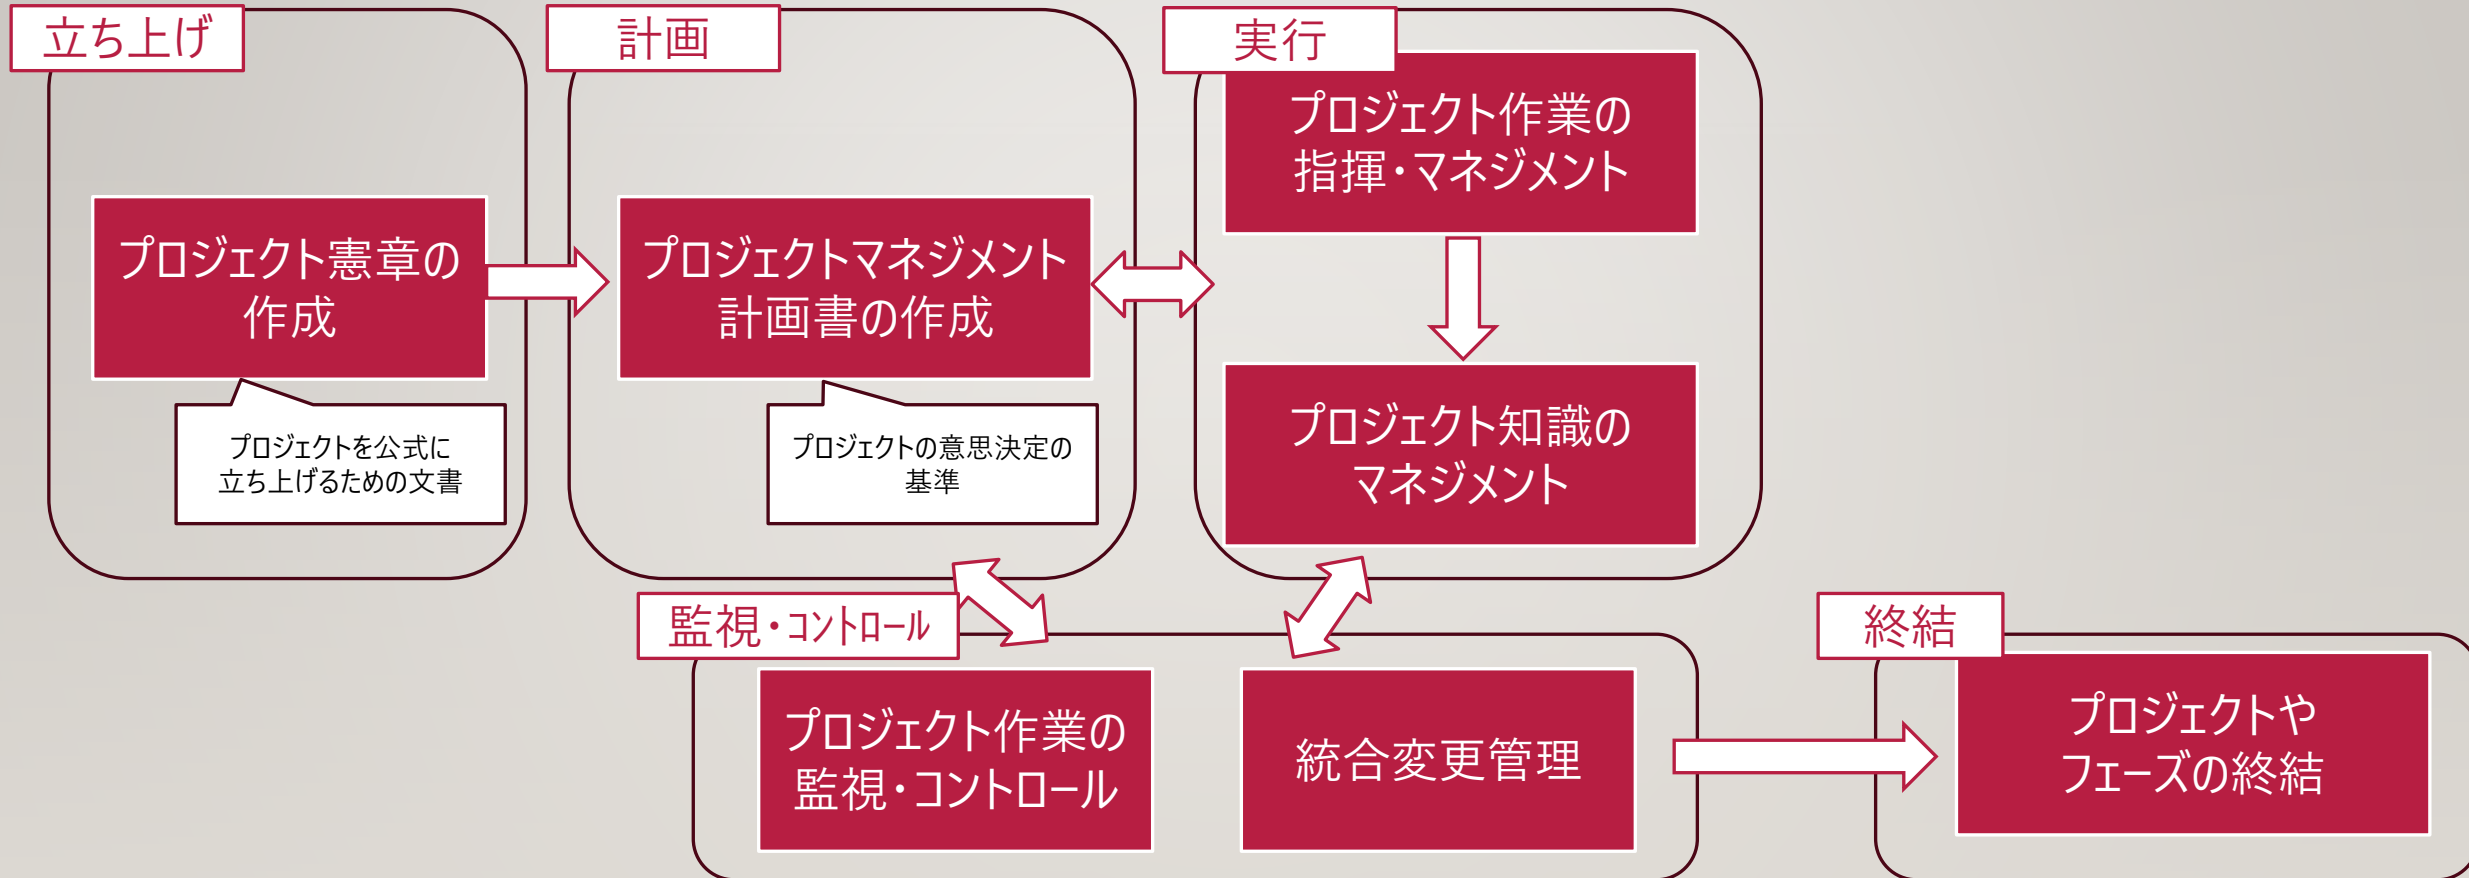 立ち上げ
プロジェクト憲章の
作成
プロジェクトを公式に
立ち上げるための文書
計画
プロジェクトマネジメント
計画書の作成
プロジェクトの意思決定の
基準
実行
プロジェクト作業の
指揮・マネジメント
プロジェクト知識の
マネジメント
監視・コントロール
プロジェクト作業の
監視・コントロール
統合変更管理
終結
プロジェクトや
フェーズの終結